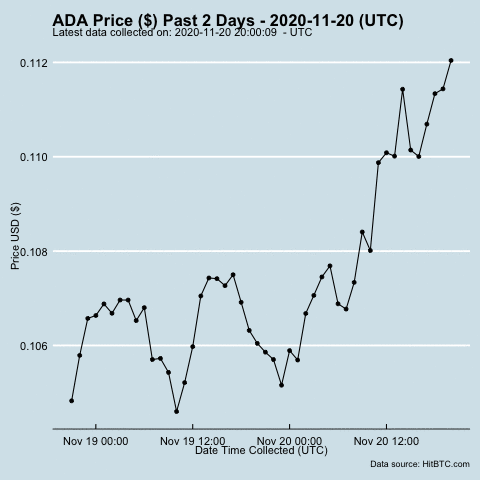 ADA Price ($) Past 2 Days - 2020-11-20 (UTC)
Latest data collected on: 2020-11-20 20:00:09 - UTC
0.112
0.110
0.108
0.106
Price USD ($)
Nov 19 00:00 Nov 19 12:00 Nov 20 00:00 Nov 20 12:00
Date Time Collected (UTC)
Data source: HitBTC.com